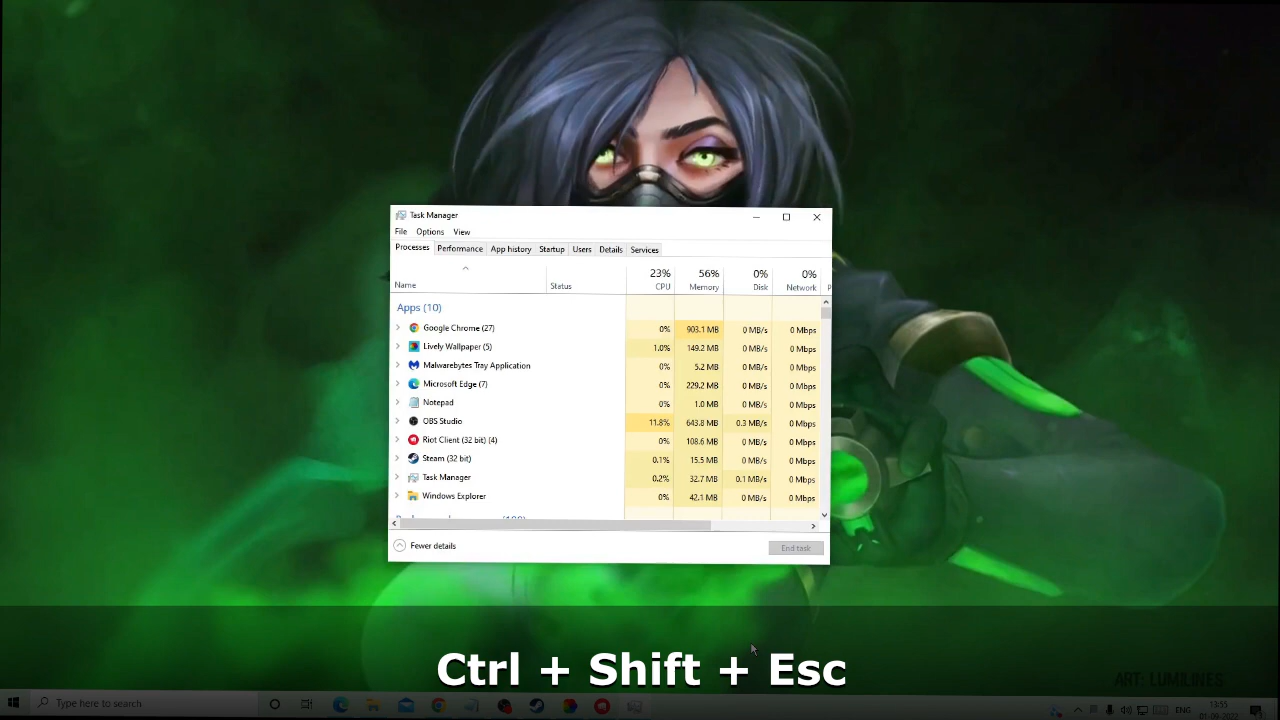 Task Manager
File Options View
Processes Performance App history Startup Users Details Services
23% 56% 0% 0%
Name Status CPU Memory Disk Network P
Apps (10)
Google Chrome (27) 0% 903.1 MB 0 MB/s 0 Mbps
Lively Wallpaper (5) 1.0% 149.2 MB 0 MB/s 0 Mbps
Malwarebytes Tray Application 0% 5.2 MB 0 MB/s 0 Mbps
Microsoft Edge (7) 0% 229.2 MB 0 MB/s 0 Mbps
Notepad 0% 1.0 MB 0 MB/s 0 Mbps
OBS Studio 11.8% 643.8 MB 0.3 MB/s 0 Mbps
Riot Client (32 bit) (4) 0% 108.6 MB 0 MB/s 0 Mbps
Steam (32 bit) 0.1% 15.5 MB 0 MB/s 0 Mbps
Task Manager 0.2% 32.7 MB 0.1 MB/s 0 Mbps
Windows Explorer 0% 42.1 MB 0 MB/s 0 Mbps
Fewer details End task
Ctrl + Shift + Esc
ART: LUMILINES
Type here to search ENG 13:55